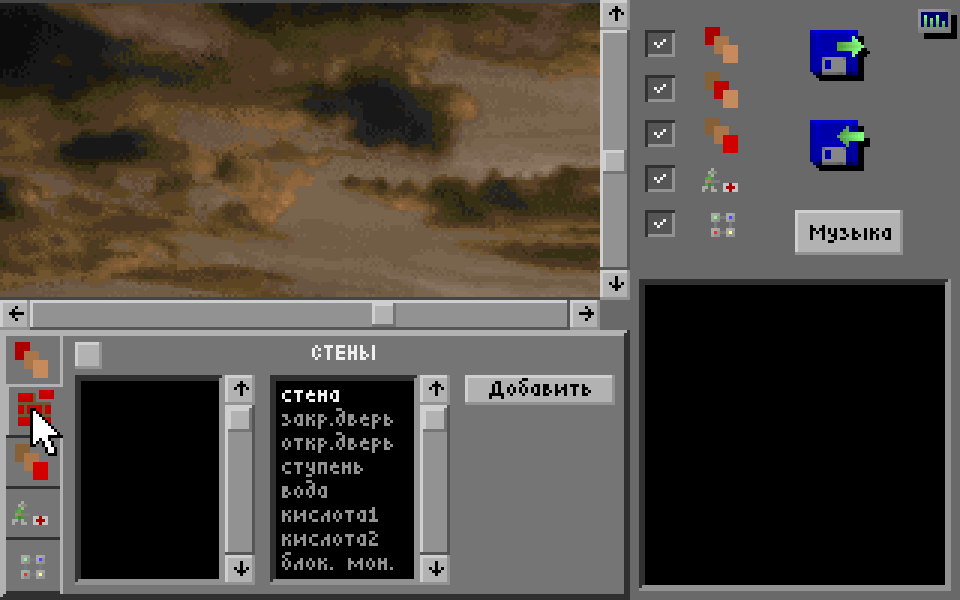 Музыка
СТЕНЫ
Добавить
стена
закр.дверь
откр.дверь
ступень
вода
кислота1
кислота2
блок. мон.